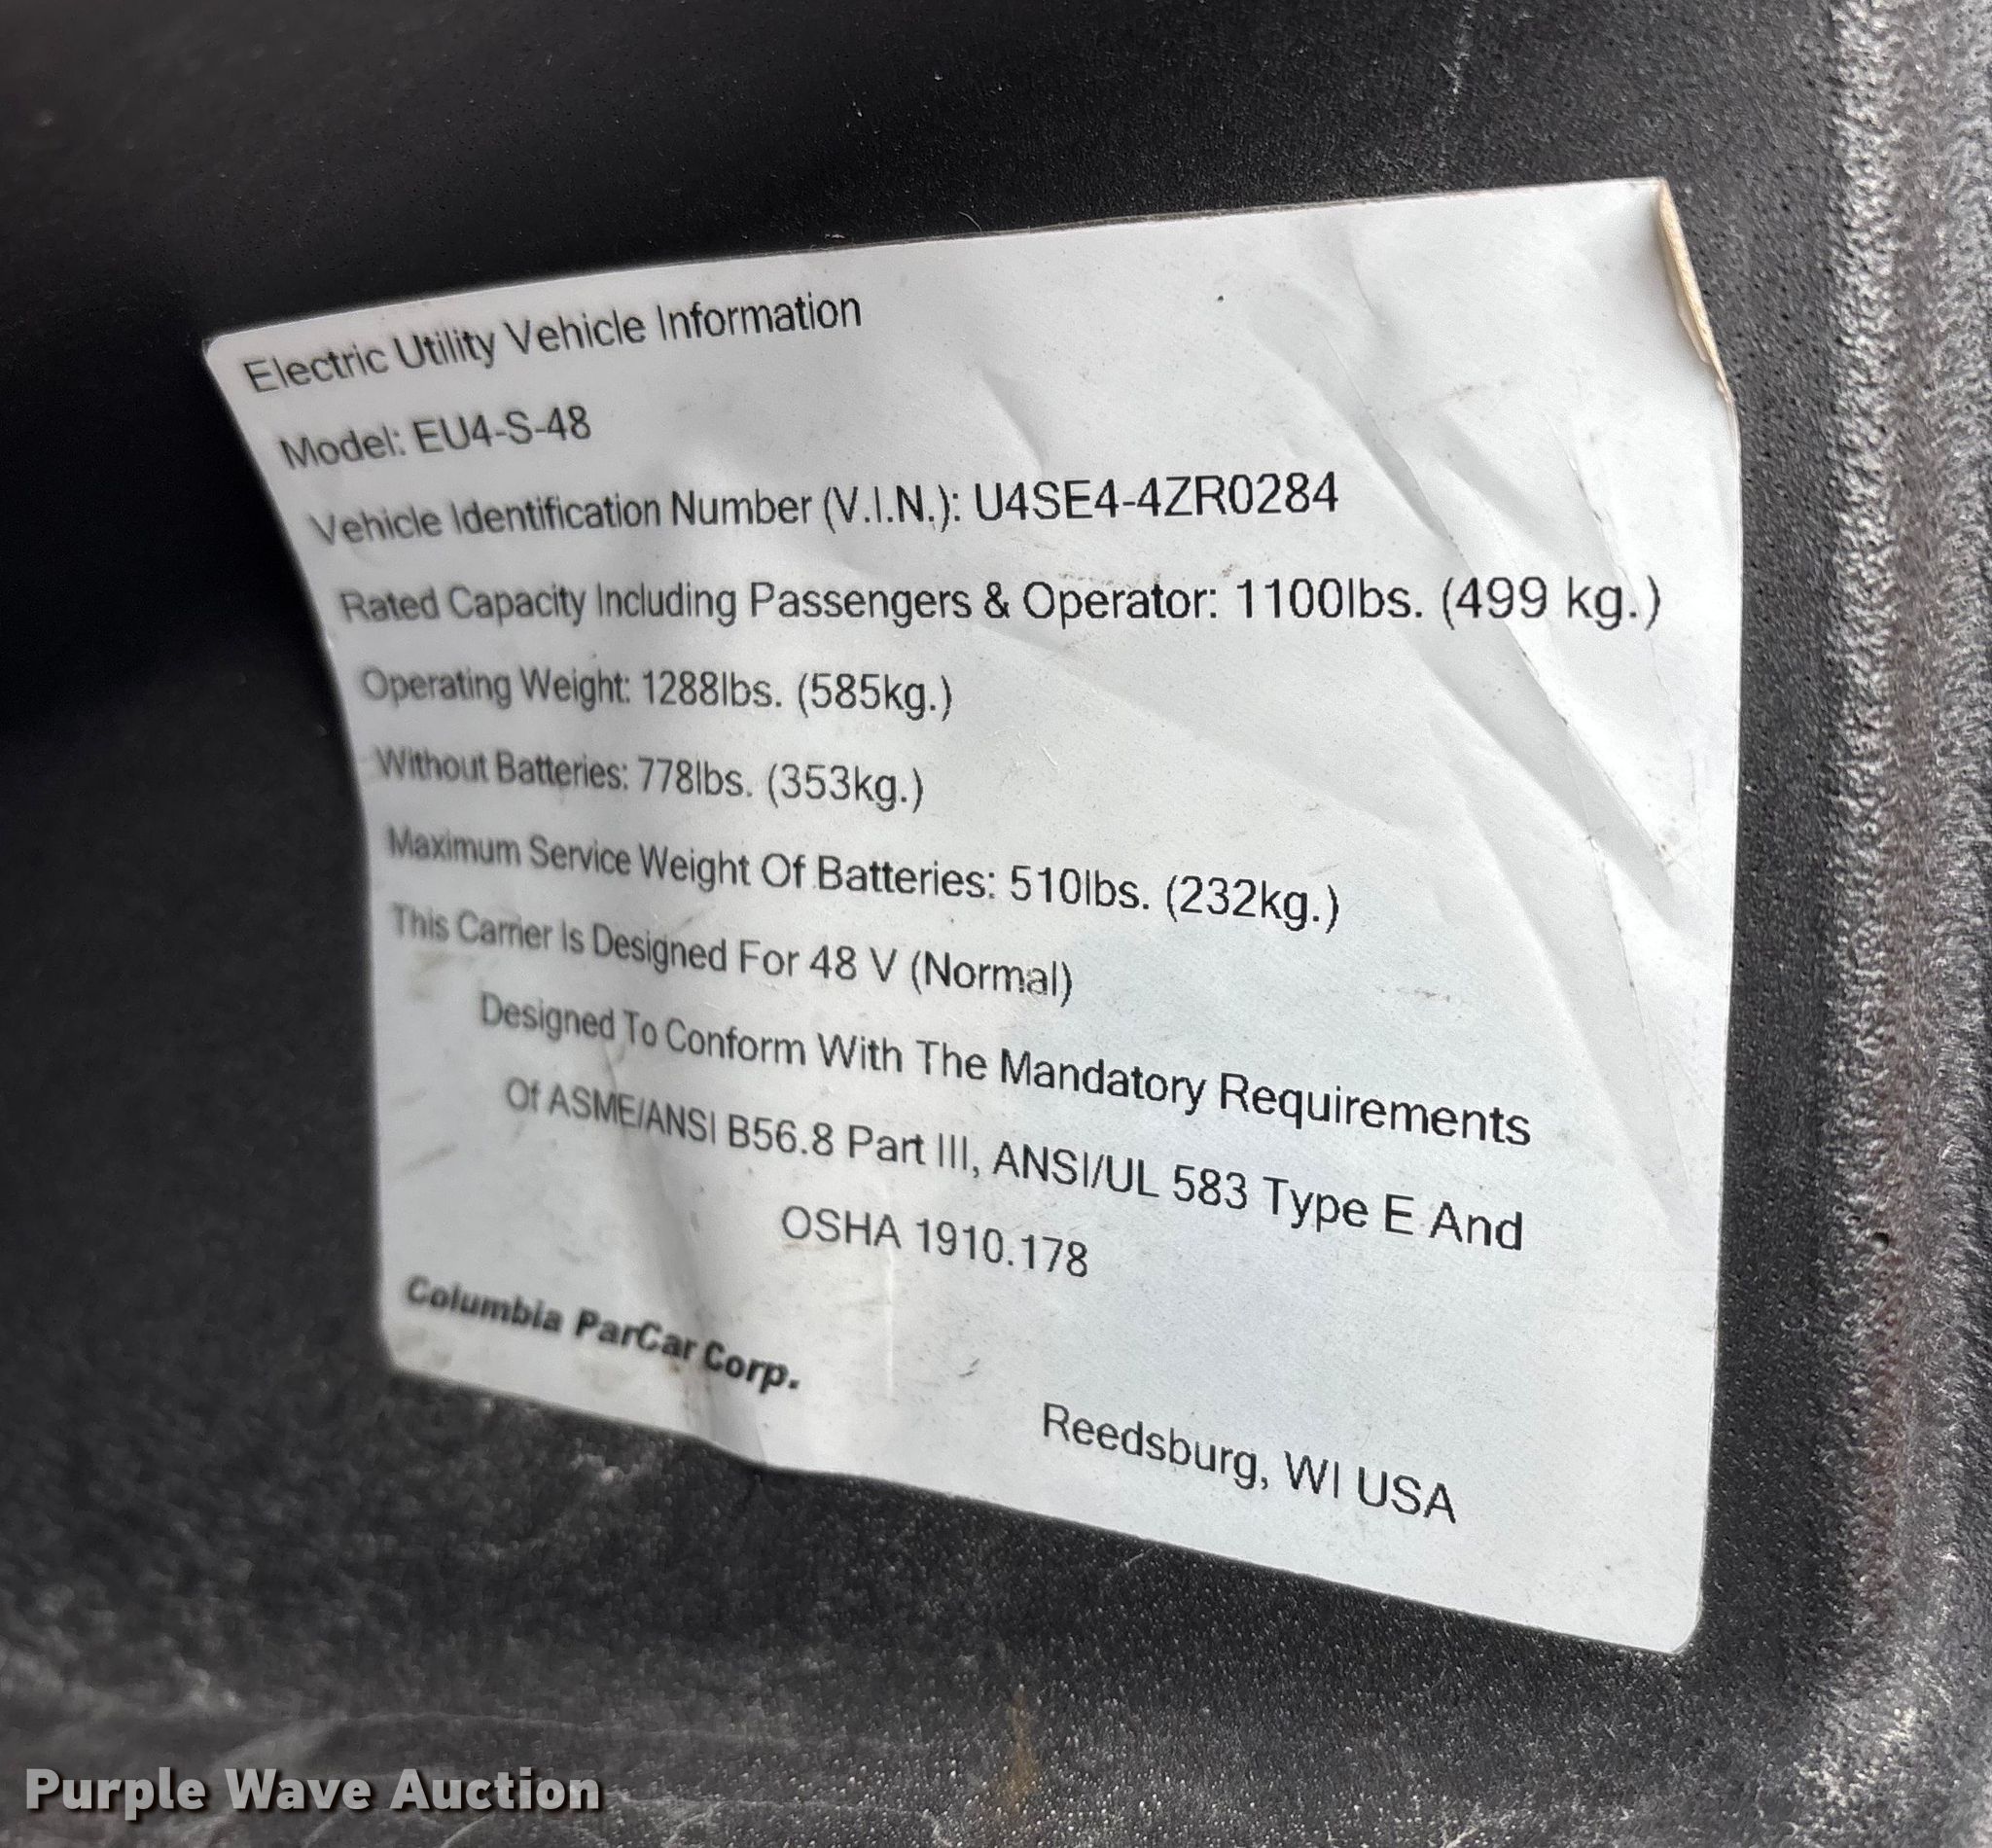 Electric Utility Vehicle Information
Model: EU4-S-48
Vehicle Identification Number (V.I.N.): U4SE4-4ZR0284
Rated Capacity Including Passengers & Operator: 1100lbs. (499 kg.)
Operating Weight: 1288lbs. (585kg.)
Without Batteries: 778lbs. (353kg.)
Maximum Service Weight Of Batteries: 510lbs. (232kg.)
This Carrier Is Designed For 48 V (Normal)
Designed To Conform With The Mandatory Requirements
Of ASME/ANSI B56.8 Part III, ANSI/UL 583 Type E And
OSHA 1910.178
Columbia ParCar Corp.
Reedsburg, WI USA
Purple Wave Auction